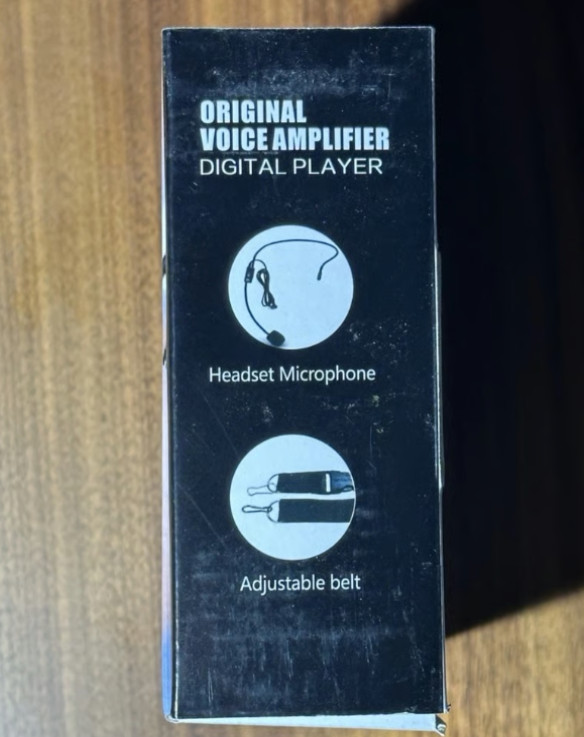 ORIGINAL
VOICE AMPLIFIER
DIGITAL PLAYER
Headset Microphone
Adjustable belt